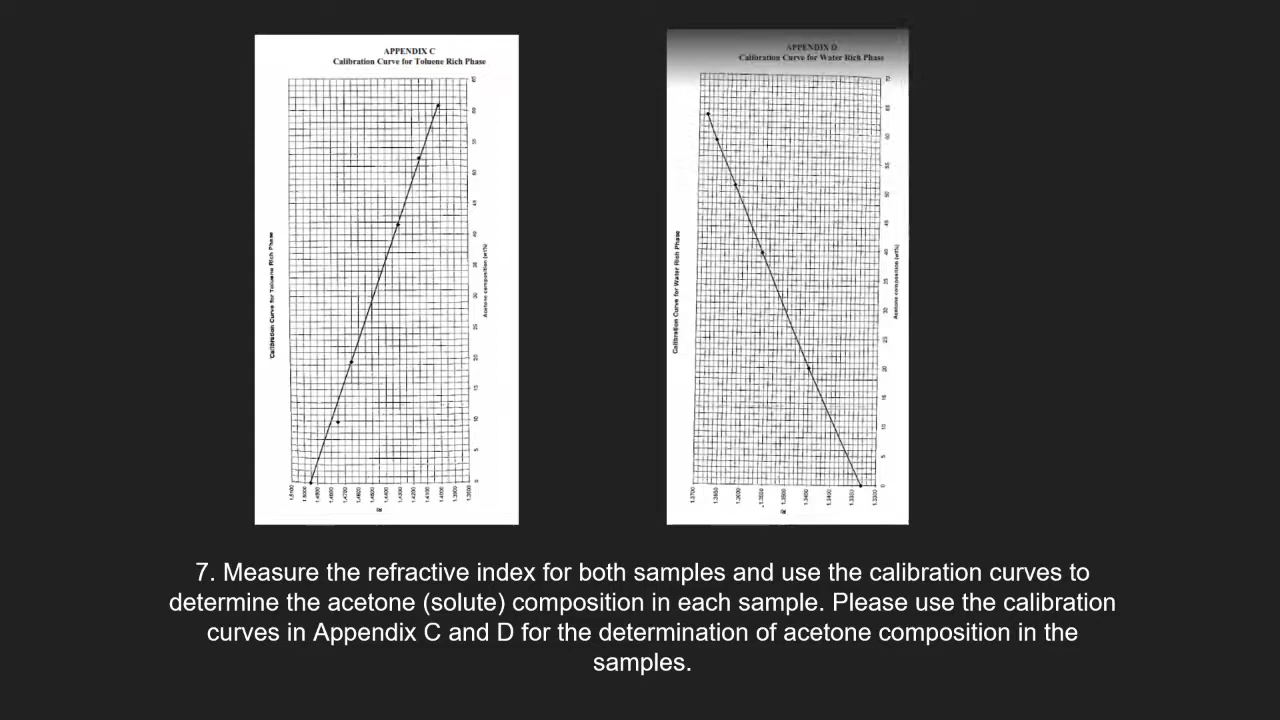 APPENDIX C
Calibration Curve for Toluene Rich Phase
Calibration Curve for Toluene Rich Phase
Acetone composition (wt%)
RI
APPENDIX D
Calibration Curve for Water Rich Phase
Calibration Curve for Water Rich Phase
Acetone composition (wt%)
RI
7. Measure the refractive index for both samples and use the calibration curves to
determine the acetone (solute) composition in each sample. Please use the calibration
curves in Appendix C and D for the determination of acetone composition in the
samples.